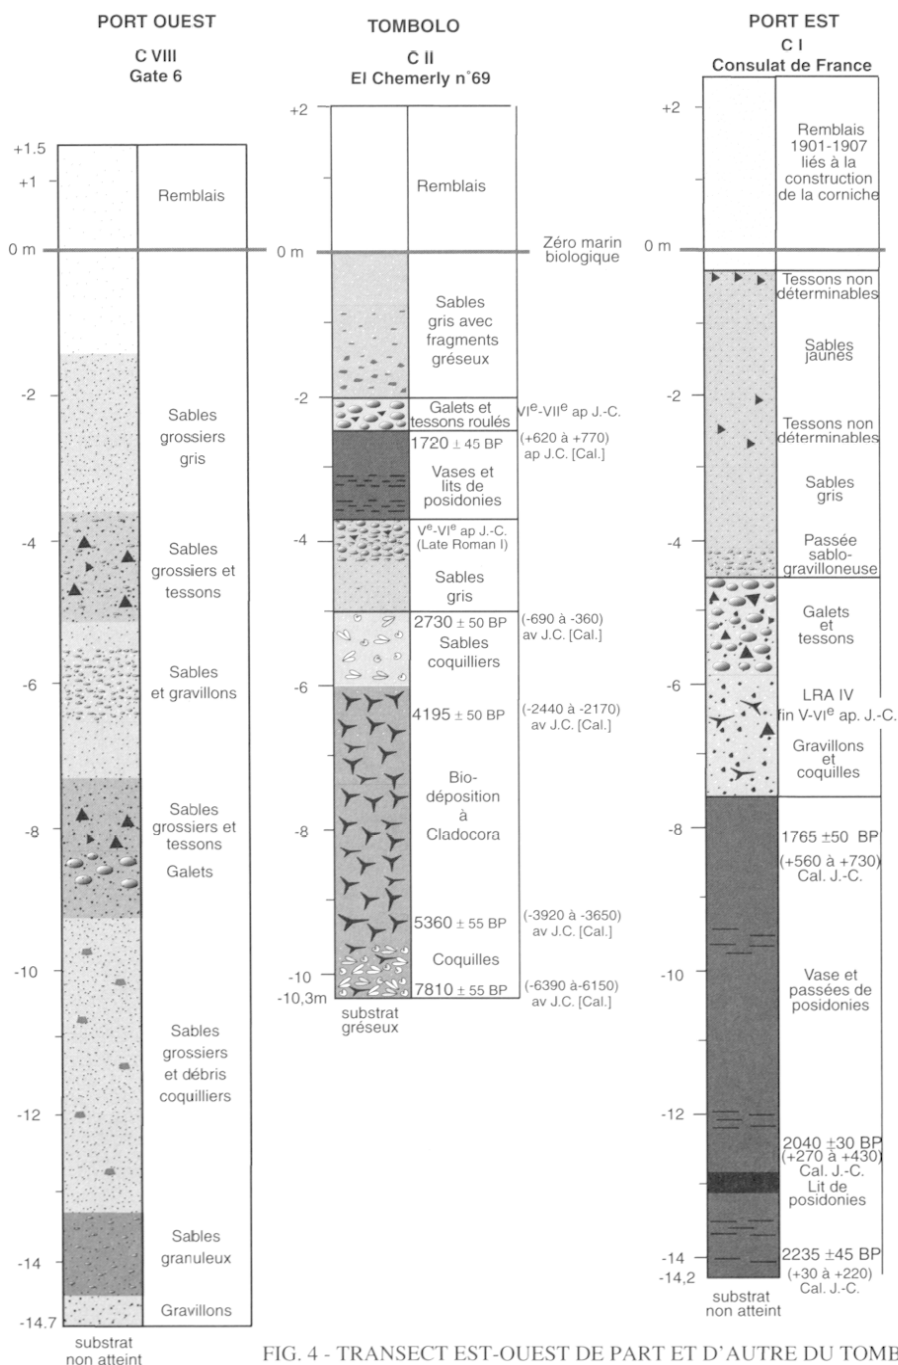 PORT OUEST
C VIII
Gate 6
+1.5
+1
0 m
-2
-4
-6
-8
-10
-12
-14
-14.7
Remblais
Sables
grossiers
gris
Sables
grossiers et
tessons
Sables
et gravillons
Sables
grossiers et
tessons
Galets
Sables
grossiers
et débris
coquilliers
Sables
granuleux
Gravillons
substrat
non atteint
TOMBOLO
C II
El Chemerly n°69
+2
0 m
-2
-4
-6
-8
-10
-10,3m
Remblais
Zéro marin
biologique
Sables
gris avec
fragments
gréseux
Galets et
tessons roulés
VIe-VIIe ap J.-C.
1720 ± 45 BP
(+620 à +770)
ap J.C. [Cal.]
Vases et
lits de
posidonies
Ve-VIe ap J.-C.
(Late Roman I)
Sables
gris
2730 ± 50 BP
(-690 à -360)
av J.C. [Cal.]
Sables
coquilliers
4195 ± 50 BP
(-2440 à -2170)
av J.C. [Cal.]
Bio-
déposition
à
Cladocora
5360 ± 55 BP
(-3920 à -3650)
av J.C. [Cal.]
Coquilles
7810 ± 55 BP
(-6390 à -6150)
av J.C. [Cal.]
substrat
gréseux
PORT EST
C I
Consulat de France
+2
0 m
-2
-4
-6
-8
-10
-12
-14
-14,2
Remblais
1901-1907
liés à la
construction
de la corniche
Tessons non
déterminables
Sables
jaunes
Tessons non
déterminables
Sables
gris
Passée
sablo-
gravilloneuse
Galets
et
tessons
LRA IV
fin V-VIe ap. J.-C.
Gravillons
et
coquilles
1765 ±50 BP
(+560 à +730)
Cal. J.-C.
Vase et
passées de
posidonies
2040 ±30 BP
(+270 à +430)
Cal. J.-C.
Lit de
posidonies
2235 ±45 BP
(+30 à +220)
Cal. J.-C.
substrat
non atteint
FIG. 4 - TRANSECT EST-OUEST DE PART ET D'AUTRE DU TOMB